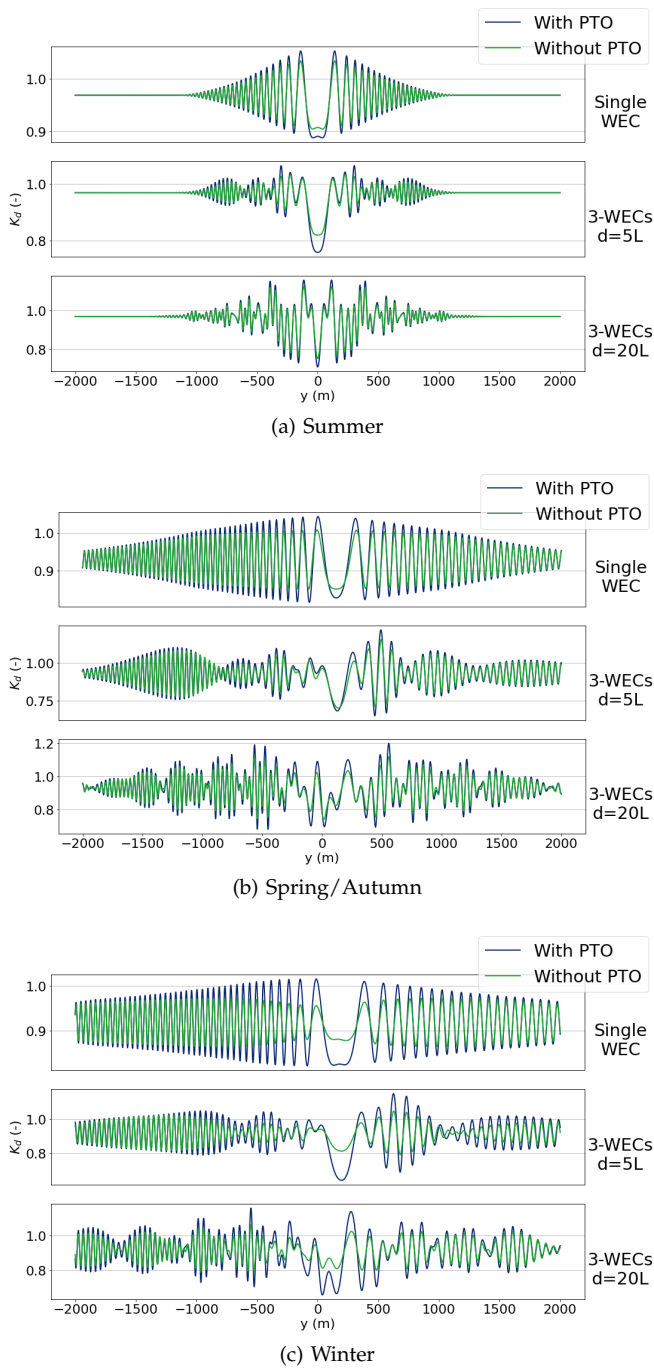 With PTO
Without PTO
1.0
0.9
Single
WEC
1.0
0.8
K_d (-)
3-WECs
d=5L
1.0
0.8
3-WECs
d=20L
−2000 −1500 −1000 −500 0 500 1000 1500 2000
y (m)
(a) Summer
With PTO
Without PTO
1.0
0.9
Single
WEC
1.00
0.75
K_d (-)
3-WECs
d=5L
1.2
1.0
0.8
3-WECs
d=20L
−2000 −1500 −1000 −500 0 500 1000 1500 2000
y (m)
(b) Spring/Autumn
With PTO
Without PTO
1.0
0.9
Single
WEC
1.0
0.8
K_d (-)
3-WECs
d=5L
1.0
0.8
3-WECs
d=20L
−2000 −1500 −1000 −500 0 500 1000 1500 2000
y (m)
(c) Winter